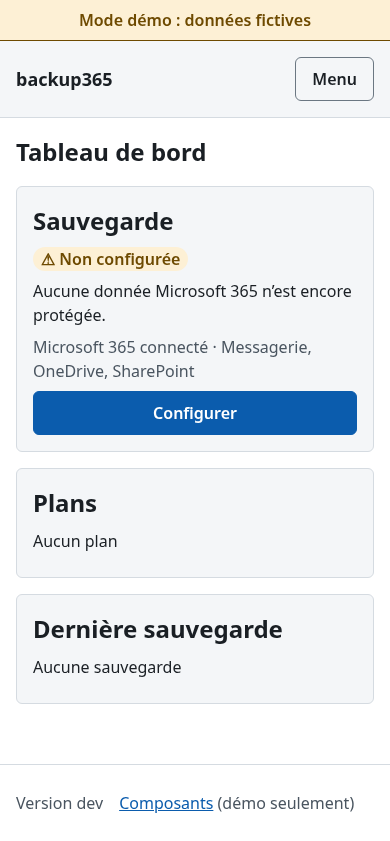 Mode démo : données fictives
backup365
Menu
Tableau de bord
Sauvegarde
⚠ Non configurée
Aucune donnée Microsoft 365 n’est encore
protégée.
Microsoft 365 connecté · Messagerie,
OneDrive, SharePoint
Configurer
Plans
Aucun plan
Dernière sauvegarde
Aucune sauvegarde
Version dev Composants (démo seulement)